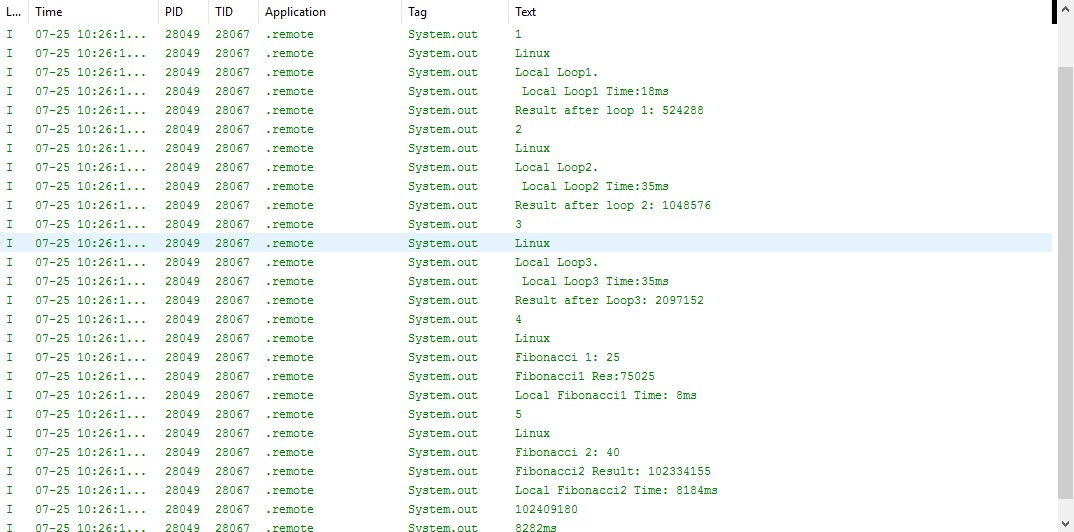 L... Time PID TID Application Tag Text
I 07-25 10:26:1... 28049 28067 .remote System.out 1
I 07-25 10:26:1... 28049 28067 .remote System.out Linux
I 07-25 10:26:1... 28049 28067 .remote System.out Local Loop1.
I 07-25 10:26:1... 28049 28067 .remote System.out Local Loop1 Time:18ms
I 07-25 10:26:1... 28049 28067 .remote System.out Result after loop 1: 524288
I 07-25 10:26:1... 28049 28067 .remote System.out 2
I 07-25 10:26:1... 28049 28067 .remote System.out Linux
I 07-25 10:26:1... 28049 28067 .remote System.out Local Loop2.
I 07-25 10:26:1... 28049 28067 .remote System.out Local Loop2 Time:35ms
I 07-25 10:26:1... 28049 28067 .remote System.out Result after loop 2: 1048576
I 07-25 10:26:1... 28049 28067 .remote System.out 3
I 07-25 10:26:1... 28049 28067 .remote System.out Linux
I 07-25 10:26:1... 28049 28067 .remote System.out Local Loop3.
I 07-25 10:26:1... 28049 28067 .remote System.out Local Loop3 Time:35ms
I 07-25 10:26:1... 28049 28067 .remote System.out Result after Loop3: 2097152
I 07-25 10:26:1... 28049 28067 .remote System.out 4
I 07-25 10:26:1... 28049 28067 .remote System.out Linux
I 07-25 10:26:1... 28049 28067 .remote System.out Fibonacci 1: 25
I 07-25 10:26:1... 28049 28067 .remote System.out Fibonacci1 Res:75025
I 07-25 10:26:1... 28049 28067 .remote System.out Local Fibonacci1 Time: 8ms
I 07-25 10:26:1... 28049 28067 .remote System.out 5
I 07-25 10:26:1... 28049 28067 .remote System.out Linux
I 07-25 10:26:1... 28049 28067 .remote System.out Fibonacci 2: 40
I 07-25 10:26:1... 28049 28067 .remote System.out Fibonacci2 Result: 102334155
I 07-25 10:26:1... 28049 28067 .remote System.out Local Fibonacci2 Time: 8184ms
I 07-25 10:26:1... 28049 28067 .remote System.out 102409180
I 07-25 10:26:1... 28049 28067 .remote System.out 8282ms